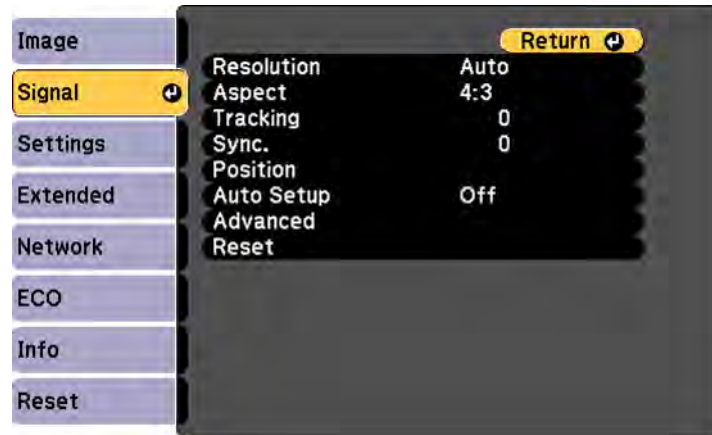 Image
Signal
Settings
Extended
Network
ECO
Info
Reset
Return
Resolution Auto
Aspect 4:3
Tracking 0
Sync. 0
Position
Auto Setup Off
Advanced
Reset